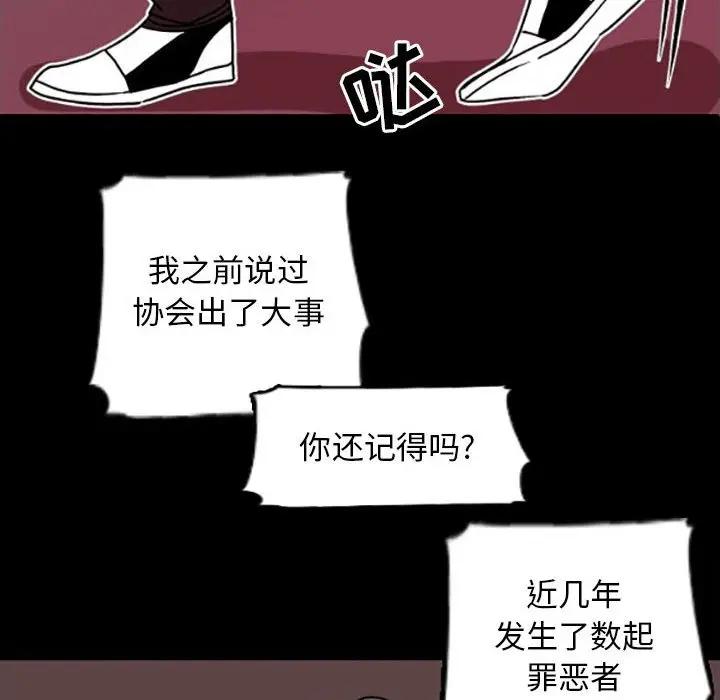 哒
我之前说过
协会出了大事
你还记得吗?
近几年
发生了数起
罪恶者